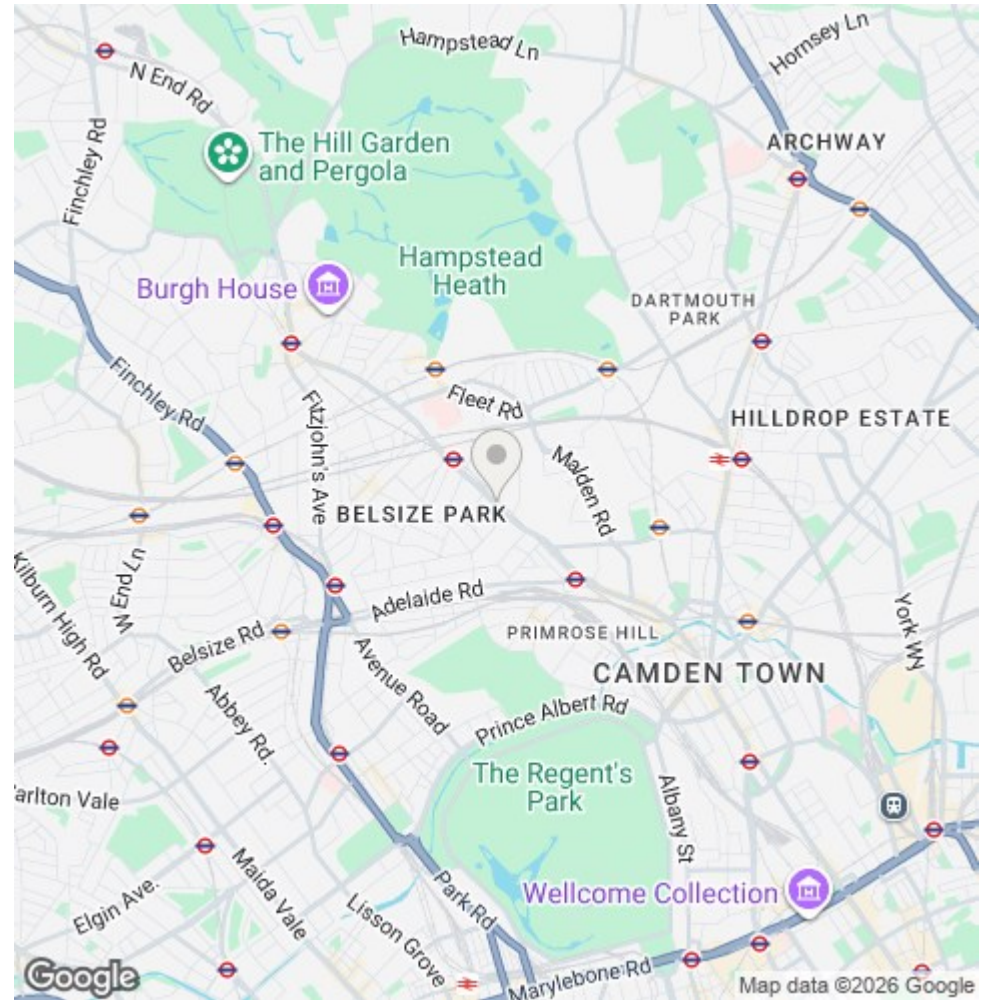 Hampstead Ln
Hornsey Ln
N End Rd
The Hill Garden
and Pergola
ARCHWAY
Finchley Rd
Hampstead
Heath
Burgh House
DARTMOUTH
PARK
Finchley Rd
Fitzjohn's Ave
Fleet Rd
HILLDROP ESTATE
Malden Rd
BELSIZE PARK
W End Ln
Kilburn High Rd
Adelaide Rd
York Wy
Belsize Rd
PRIMROSE HILL
Avenue Road
CAMDEN TOWN
Abbey Rd.
Prince Albert Rd
The Regent's
Park
Albany St
arlton Vale
Maida Vale
Elgin Ave.
Park Rd
Wellcome Collection
Lisson Grove
Marylebone Rd
Google
Map data ©2026 Google